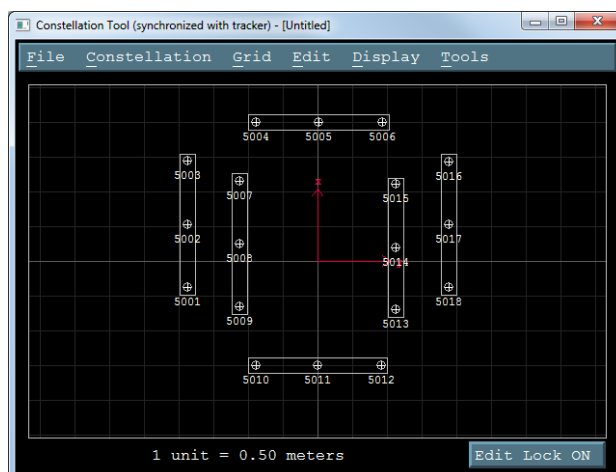 Constellation Tool (synchronized with tracker) - [Untitled]
File Constellation Grid Edit Display Tools
5004 5005 5006
5003 5016
5007 5015
5002 5017
5008 5014
5001 5018
5009 5013
5010 5011 5012
1 unit = 0.50 meters Edit Lock ON